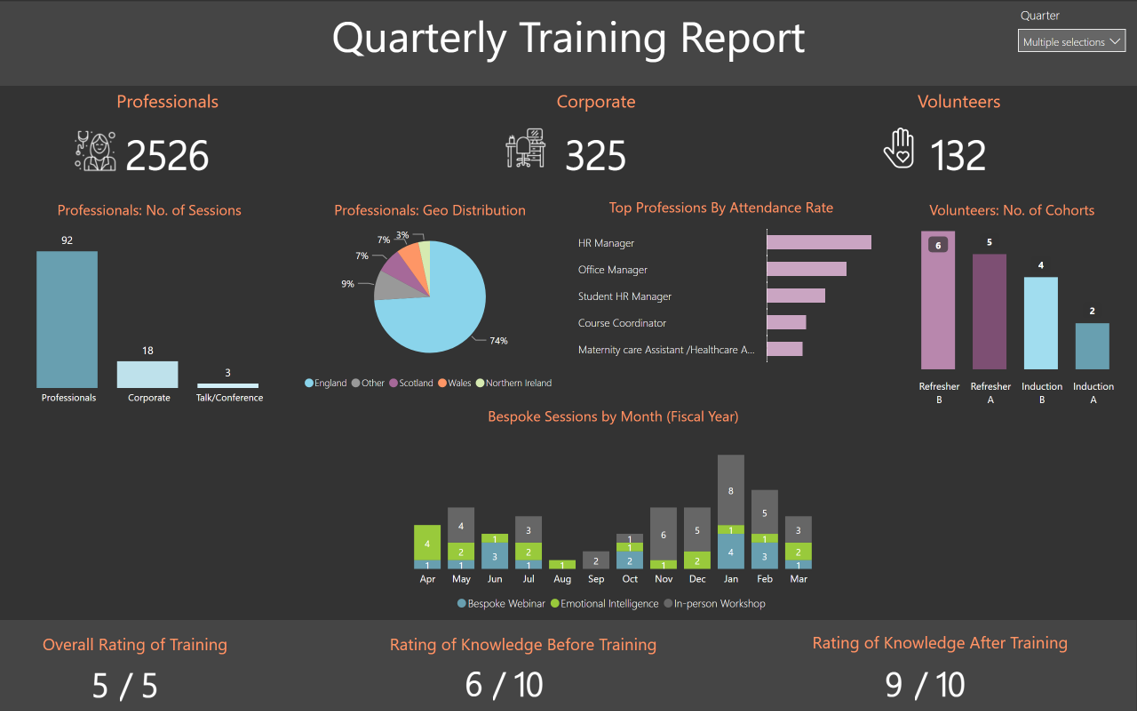 Quarterly Training Report
Quarter
Multiple selections
Professionals
Corporate
Volunteers
2526
325
132
Professionals: No. of Sessions
92
18
3
Professionals
Corporate
Talk/Conference
Professionals: Geo Distribution
3%
7%
7%
9%
74%
England Other Scotland Wales Northern Ireland
Top Professions By Attendance Rate
HR Manager
Office Manager
Student HR Manager
Course Coordinator
Maternity care Assistant /Healthcare A...
Volunteers: No. of Cohorts
6
5
4
2
Refresher B
Refresher A
Induction B
Induction A
Bespoke Sessions by Month (Fiscal Year)
4
1
4
2
1
1
3
3
2
1
1
2
1
1
2
6
1
5
2
8
1
4
5
1
3
3
2
1
Apr May Jun Jul Aug Sep Oct Nov Dec Jan Feb Mar
Bespoke Webinar Emotional Intelligence In-person Workshop
Overall Rating of Training
5 / 5
Rating of Knowledge Before Training
6 / 10
Rating of Knowledge After Training
9 / 10